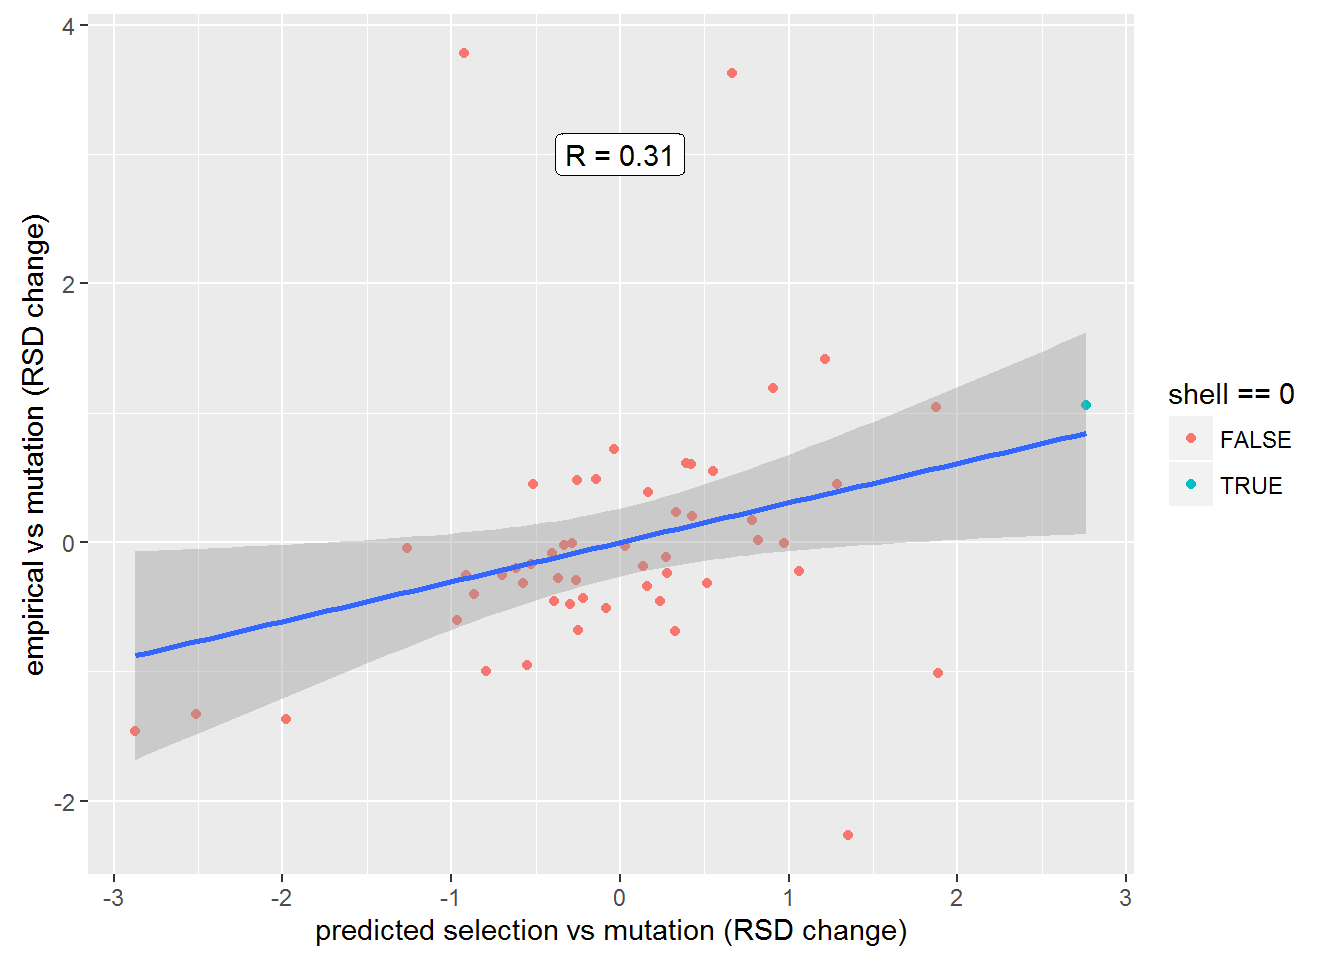 4
2
0
-2
empirical vs mutation (RSD change)
R = 0.31
-3
-2
-1
0
1
2
3
predicted selection vs mutation (RSD change)
shell == 0
FALSE
TRUE